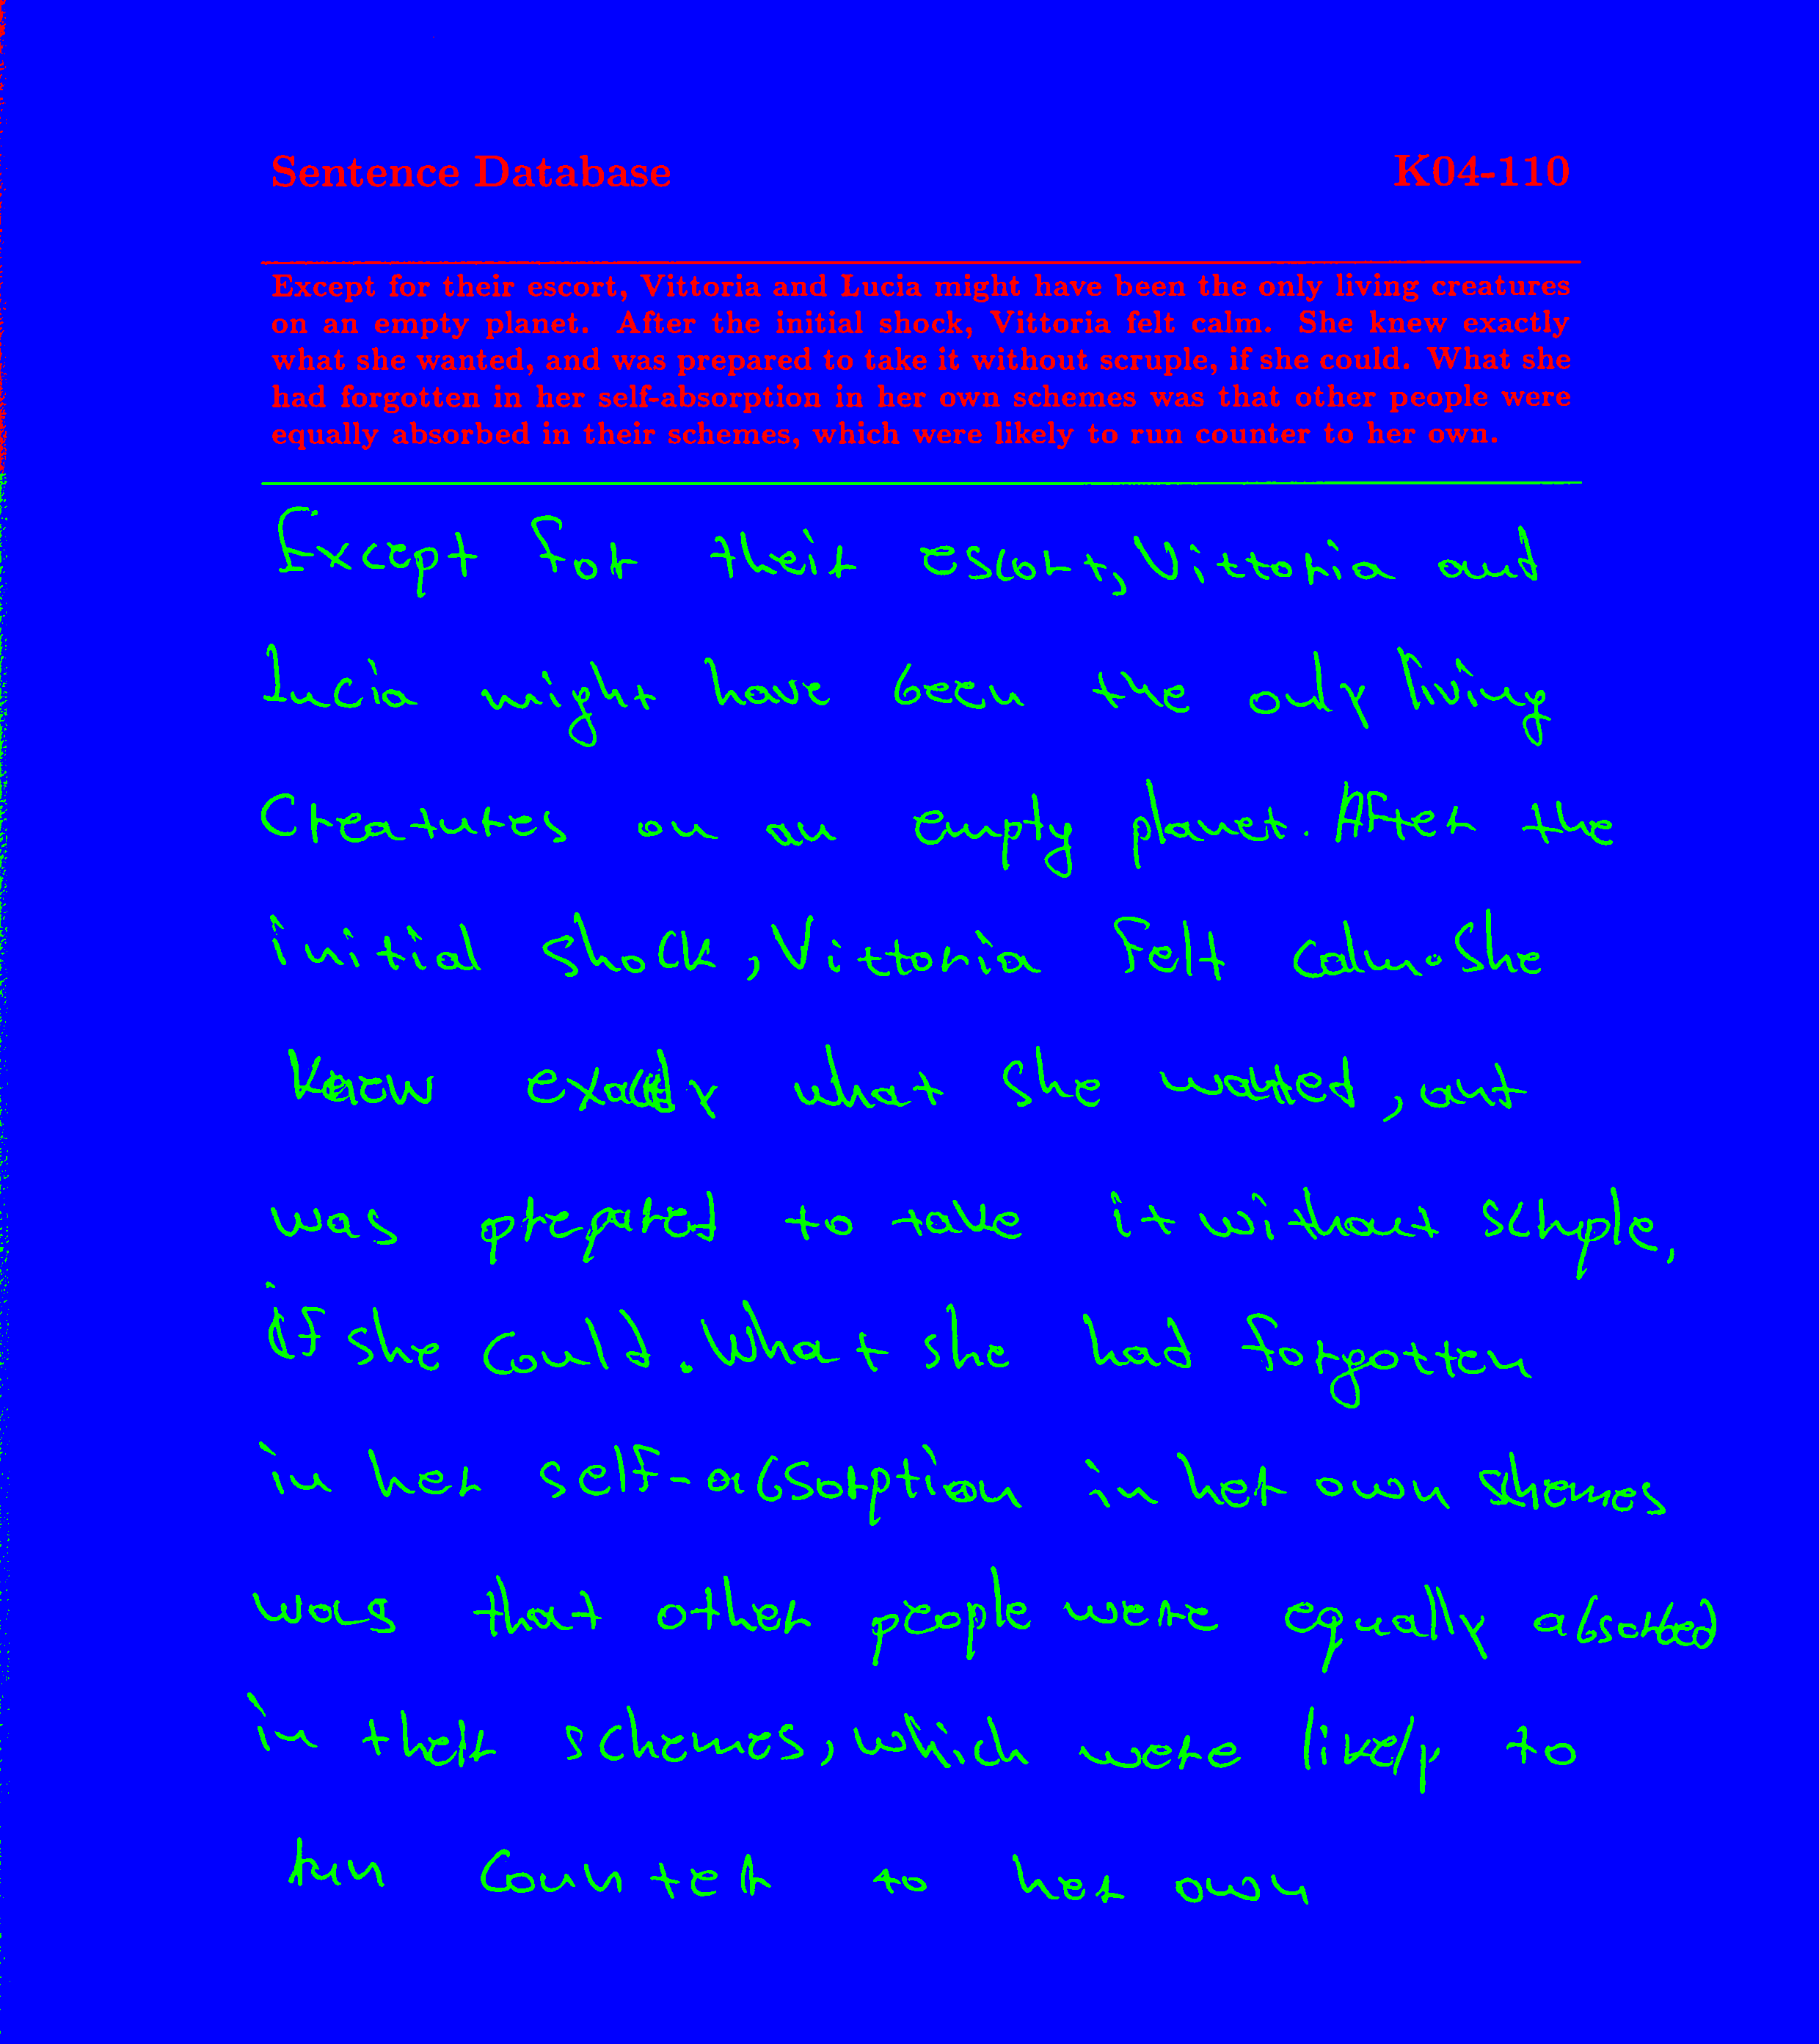 Sentence Database K04-110
Except for their escort, Vittoria and Lucia might have been the only living creatures
on an empty planet. After the initial shock, Vittoria felt calm. She knew exactly
what she wanted, and was prepared to take it without scruple, if she could. What she
had forgotten in her self-absorption in her own schemes was that other people were
equally absorbed in their schemes, which were likely to run counter to her own.
Except for their escort, Vittoria and
Lucia might have been the only living
Creatures on an empty planet. After the
initial shock, Vittoria felt calm. She
knew exactly what she wanted, and
was prepared to take it without scruple,
if she could. What she had forgotten
in her self-absorption in her own schemes
was that other people were equally absorbed
in their schemes, which were likely to
run counter to her own